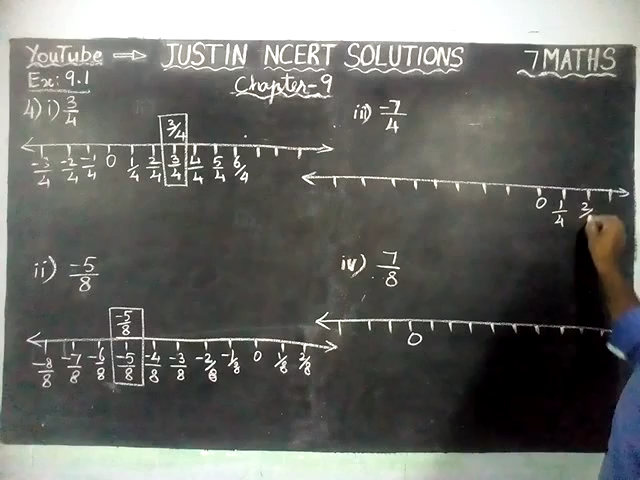 YouTube ⇒ JUSTIN NCERT SOLUTIONS 7 MATHS
Ex: 9.1 Chapter-9
4) i) 3/4
3/4
-3/4 -2/4 -1/4 0 1/4 2/4 3/4 4/4 5/4 6/4
iii) -7/4
0 1/4 2/
ii) -5/8
-5/8
-8/8 -7/8 -6/8 -5/8 -4/8 -3/8 -2/8 -1/8 0 1/8 2/8
iv) 7/8
0